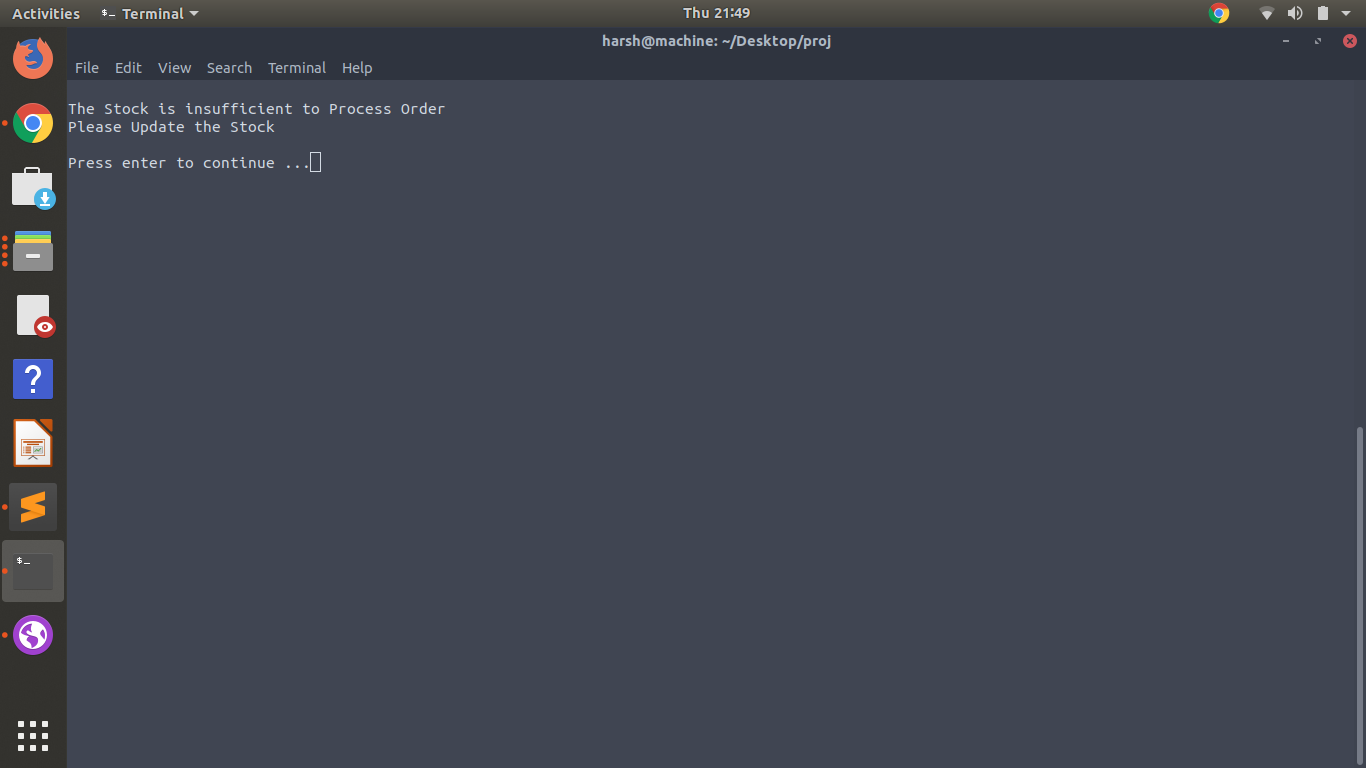 Activities
Terminal
Thu 21:49
harsh@machine: ~/Desktop/proj
File Edit View Search Terminal Help
The Stock is insufficient to Process Order
Please Update the Stock
Press enter to continue ...
?
$_